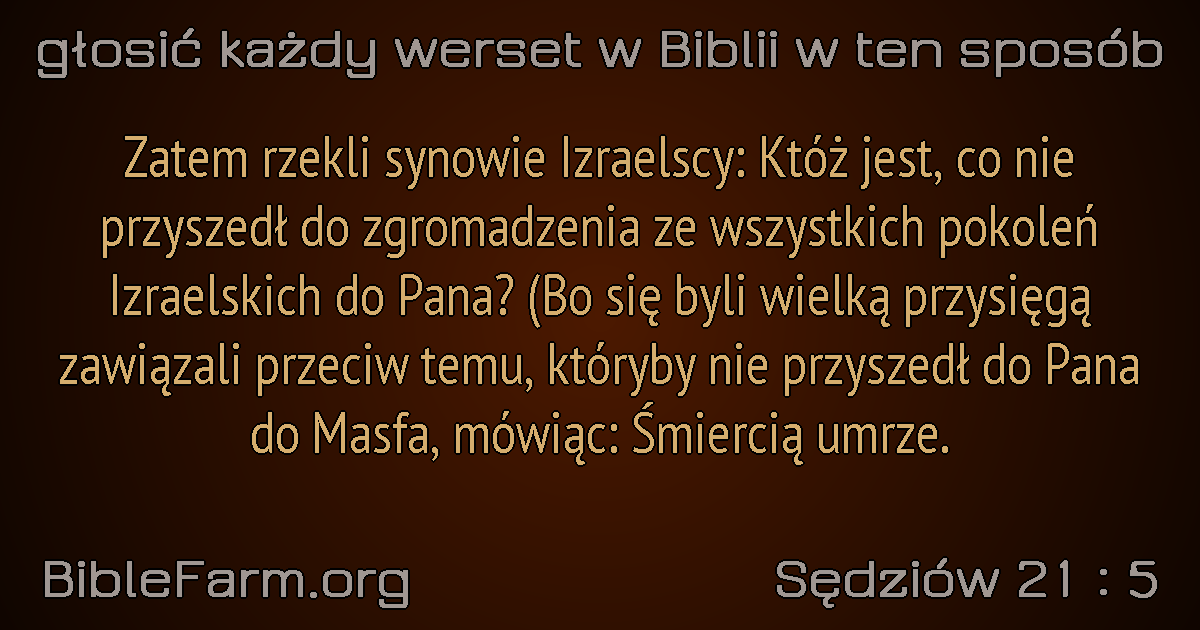 głosić każdy werset w Biblii w ten sposób
Zatem rzekli synowie Izraelscy: Któż jest, co nie
przyszedł do zgromadzenia ze wszystkich pokoleń
Izraelskich do Pana? (Bo się byli wielką przysięgą
zawiązali przeciw temu, któryby nie przyszedł do Pana
do Masfa, mówiąc: Śmiercią umrze.
BibleFarm.org
Sędziów 21 : 5